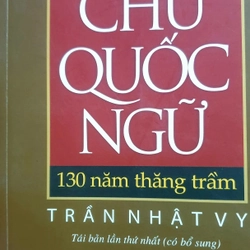 CHỮ
QUỐC
NGỮ
130 năm thăng trầm
TRẦN NHẬT VY
Tái bản lần thứ nhất (có bổ sung)